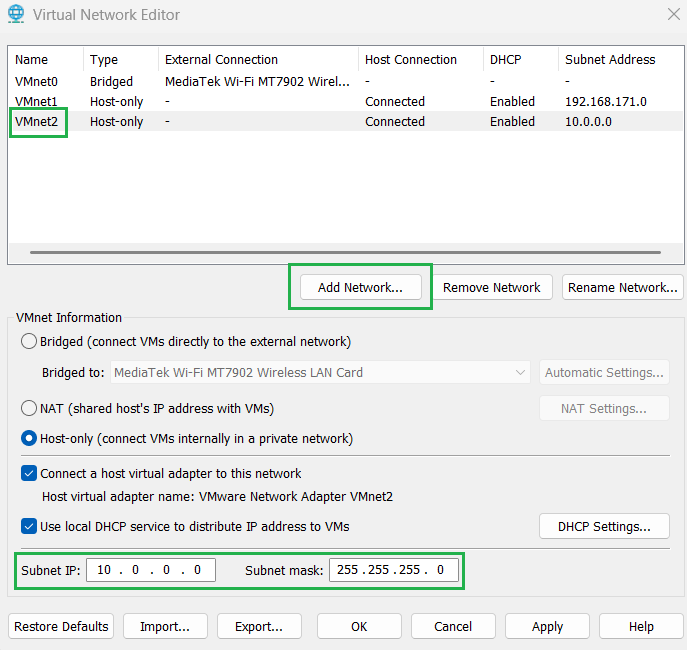 Virtual Network Editor
Name Type External Connection Host Connection DHCP Subnet Address
VMnet0 Bridged MediaTek Wi-Fi MT7902 Wirel... - - -
VMnet1 Host-only - Connected Enabled 192.168.171.0
VMnet2 Host-only - Connected Enabled 10.0.0.0
Add Network... Remove Network Rename Network...
VMnet Information
Bridged (connect VMs directly to the external network)
Bridged to: MediaTek Wi-Fi MT7902 Wireless LAN Card Automatic Settings...
NAT (shared host's IP address with VMs) NAT Settings...
Host-only (connect VMs internally in a private network)
Connect a host virtual adapter to this network
Host virtual adapter name: VMware Network Adapter VMnet2
Use local DHCP service to distribute IP address to VMs DHCP Settings...
Subnet IP: 10 . 0 . 0 . 0 Subnet mask: 255 . 255 . 255 . 0
Restore Defaults Import... Export... OK Cancel Apply Help